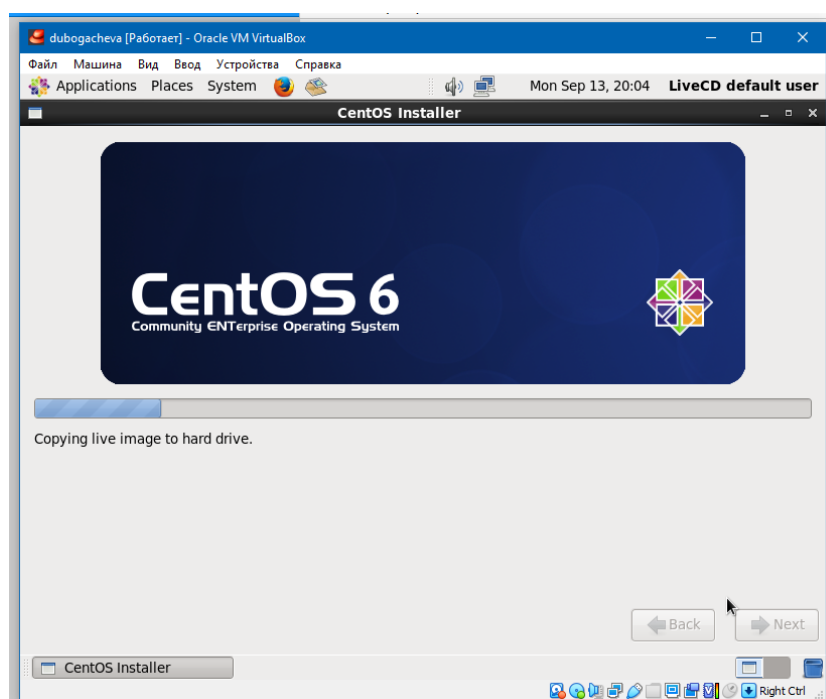 dubogacheva [Работает] - Oracle VM VirtualBox
Файл Машина Вид Ввод Устройства Справка
Applications Places System Mon Sep 13, 20:04 LiveCD default user
CentOS Installer
CentOS 6
Community ENTerprise Operating System
Copying live image to hard drive.
Back Next
CentOS Installer
Right Ctrl